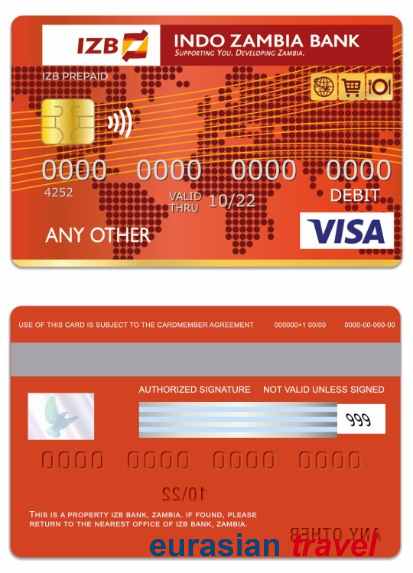 IZB
INDO ZAMBIA BANK
SUPPORTING YOU. DEVELOPING ZAMBIA.
IZB PREPAID
0000 0000 0000 0000
4252
VALID THRU 10/22
DEBIT
ANY OTHER
VISA
USE OF THIS CARD IS SUBJECT TO THE CARDMEMBER AGREEMENT 000000+1 00/00 0000-00-000-00
AUTHORIZED SIGNATURE NOT VALID UNLESS SIGNED
999
0000 0000 0000 0000
10/22
THIS IS A PROPERTY IZB BANK, ZAMBIA. IF FOUND, PLEASE
RETURN TO THE NEAREST OFFICE OF IZB BANK, ZAMBIA.
ANY OTHER
eurasian travel